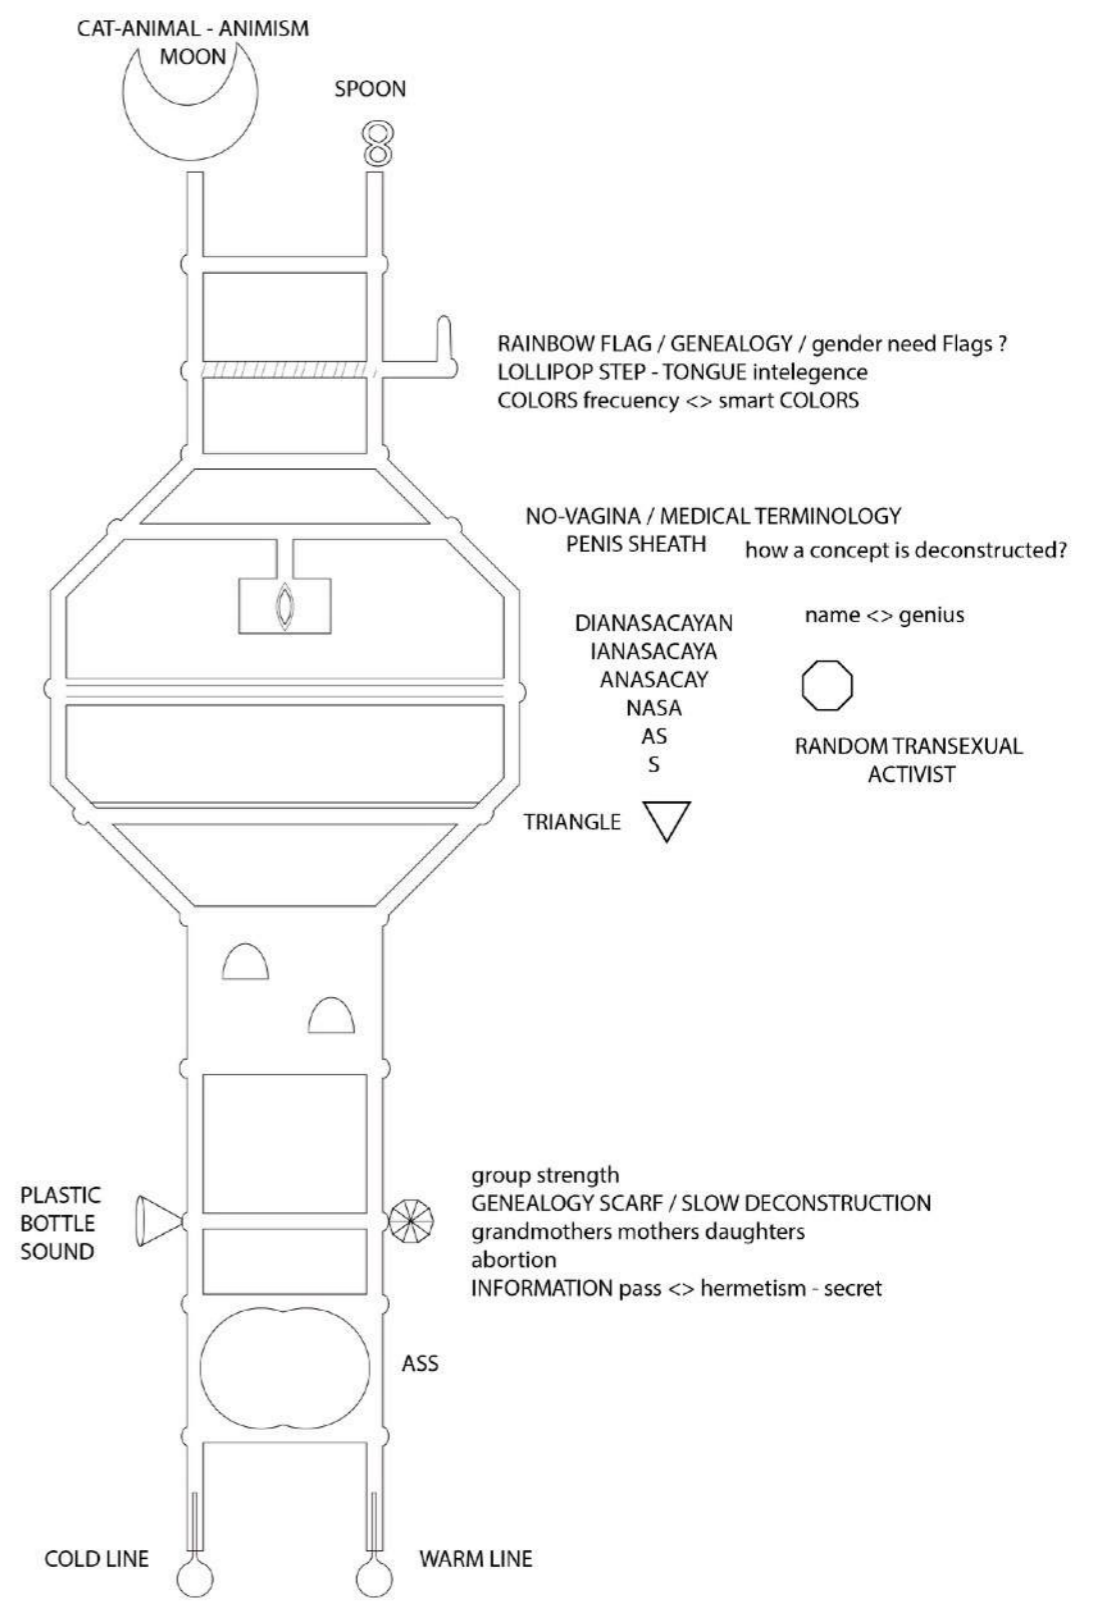 CAT-ANIMAL - ANIMISM
MOON
SPOON
8
RAINBOW FLAG / GENEALOGY / gender need Flags ?
LOLLIPOP STEP - TONGUE intelegence
COLORS frecuency <> smart COLORS
NO-VAGINA / MEDICAL TERMINOLOGY
PENIS SHEATH
how a concept is deconstructed?
DIANASACAYAN
IANASACAYA
ANASACAY
NASA
AS
S
name <> genius
RANDOM TRANSEXUAL
ACTIVIST
TRIANGLE
PLASTIC
BOTTLE
SOUND
group strength
GENEALOGY SCARF / SLOW DECONSTRUCTION
grandmothers mothers daughters
abortion
INFORMATION pass <> hermetism - secret
ASS
COLD LINE
WARM LINE